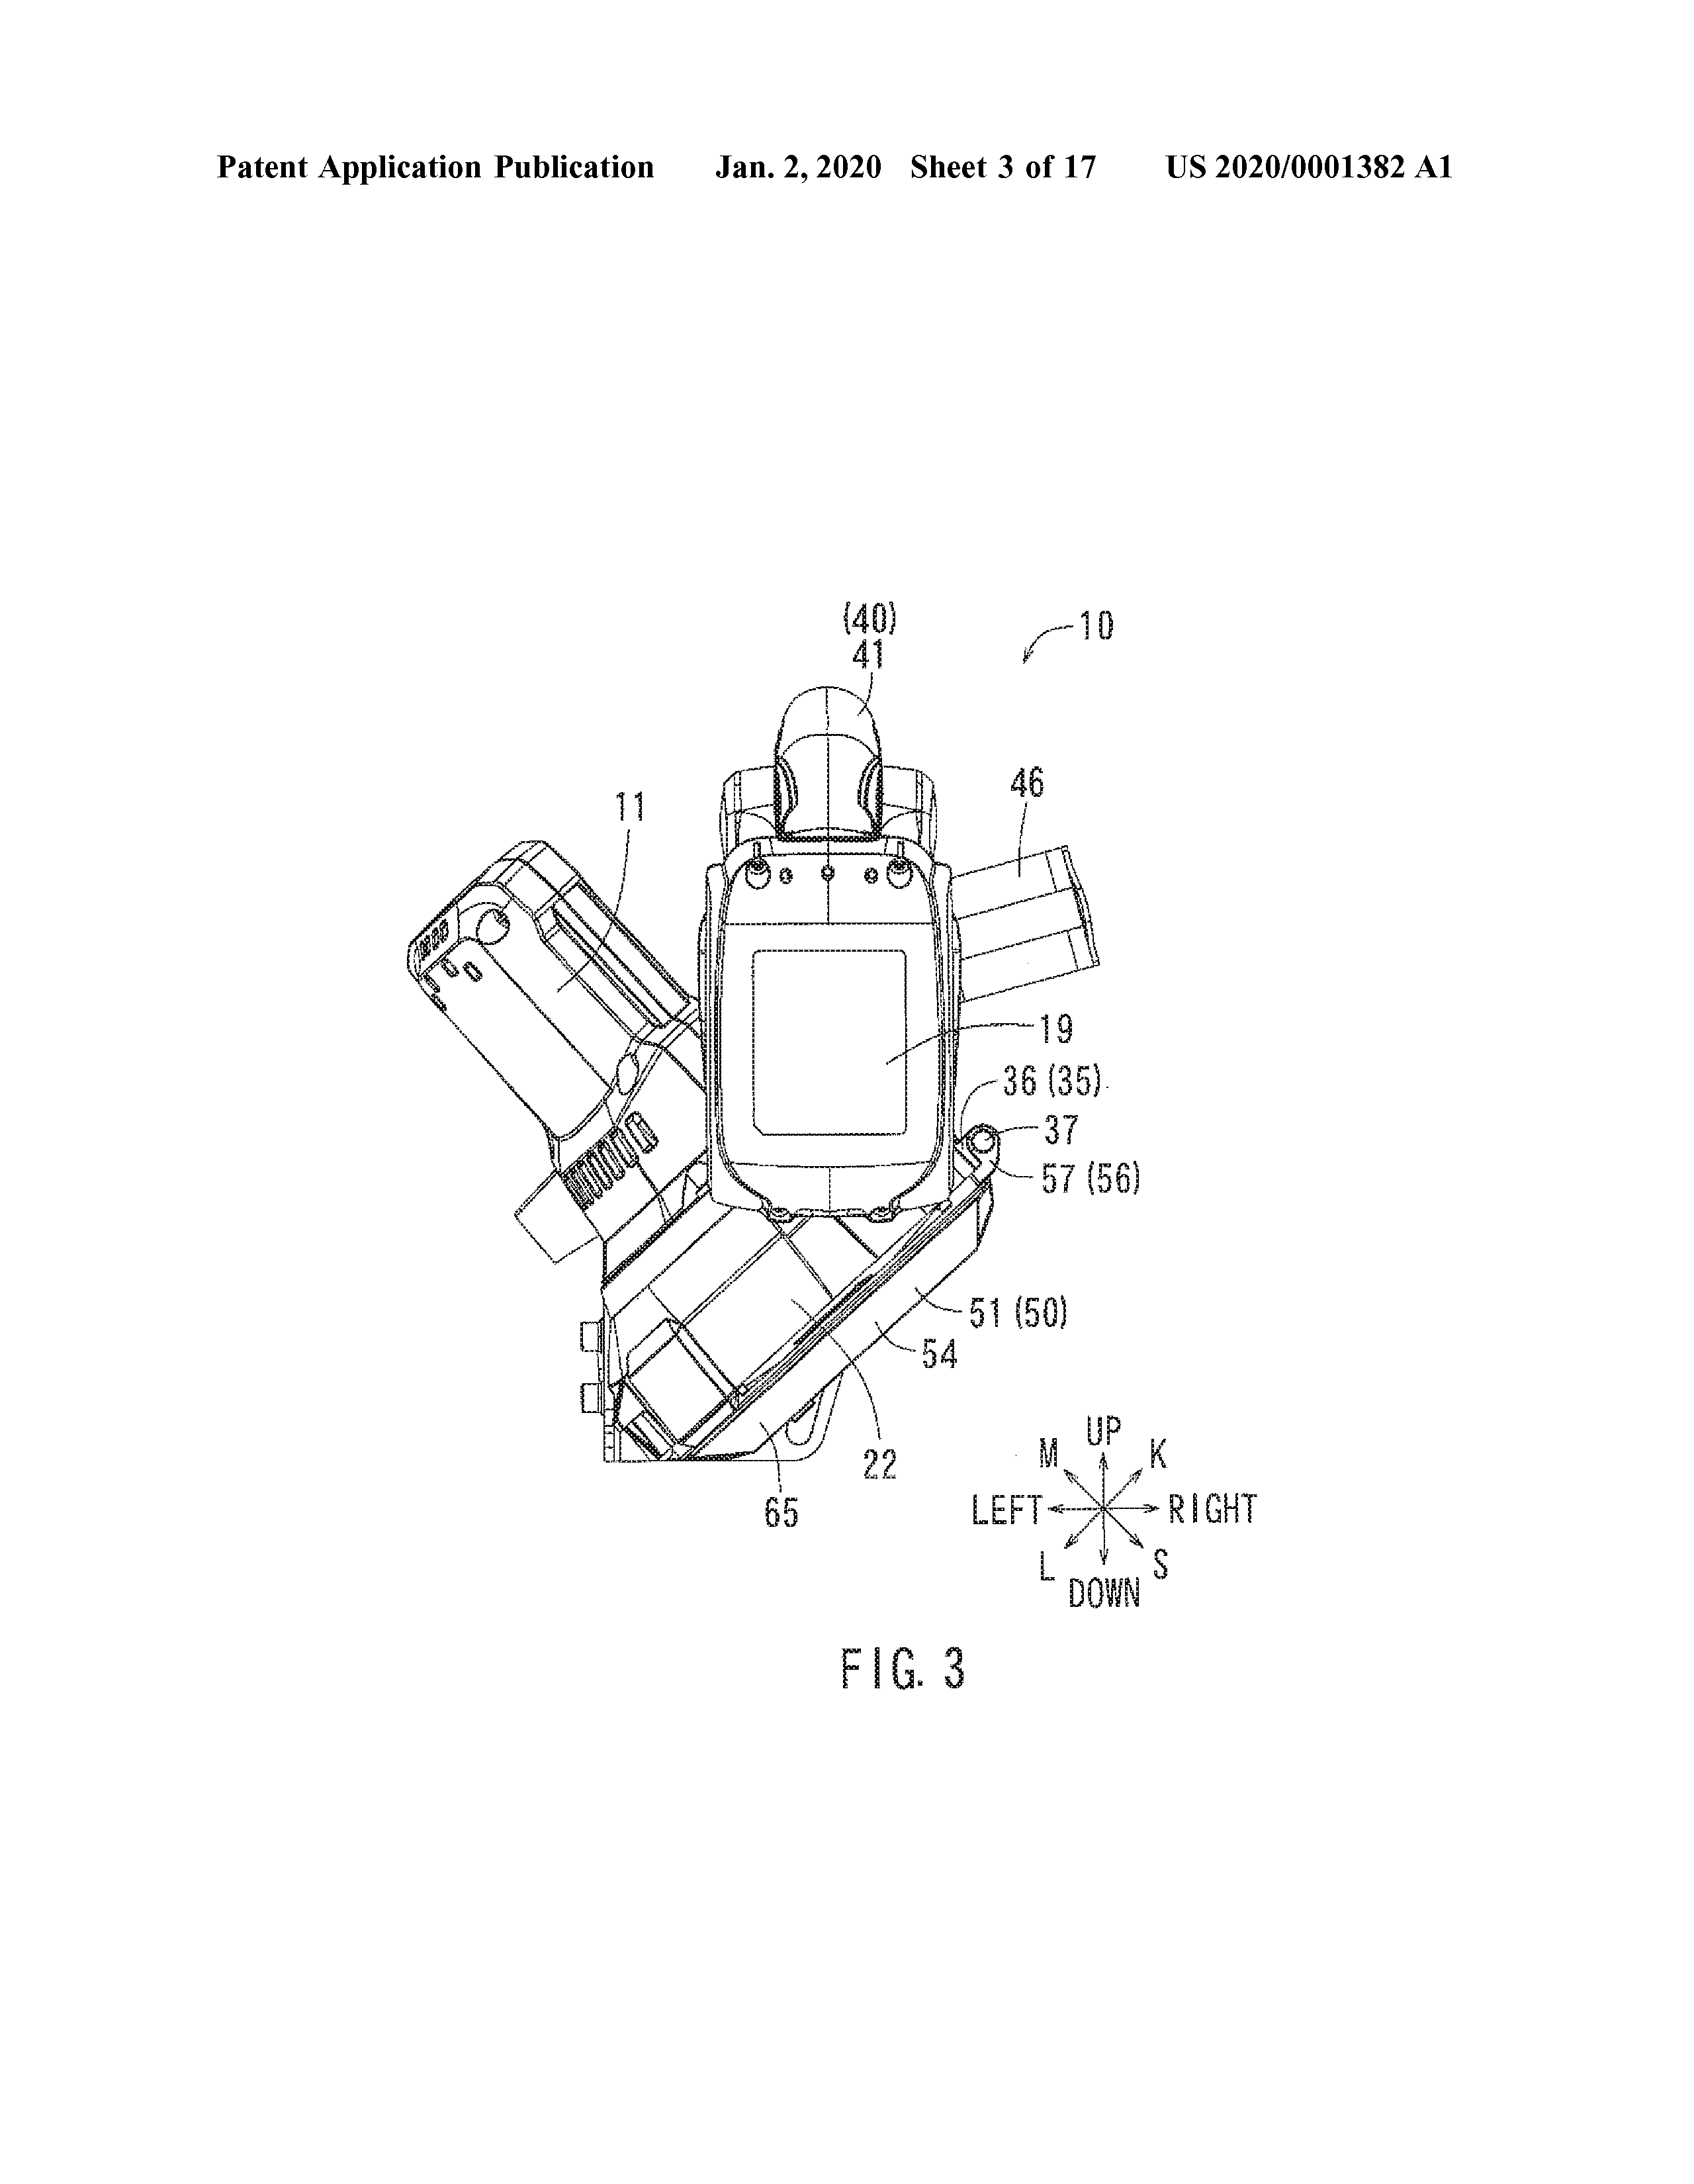 Patent Application Publication Jan. 2, 2020 Sheet 3 of 17 US 2020/0001382 A1
(40)
41
10
46
11
19
36 (35)
37
57 (56)
51 (50)
54
22
65
UP
M K
LEFT RIGHT
L S
DOWN
FIG. 3